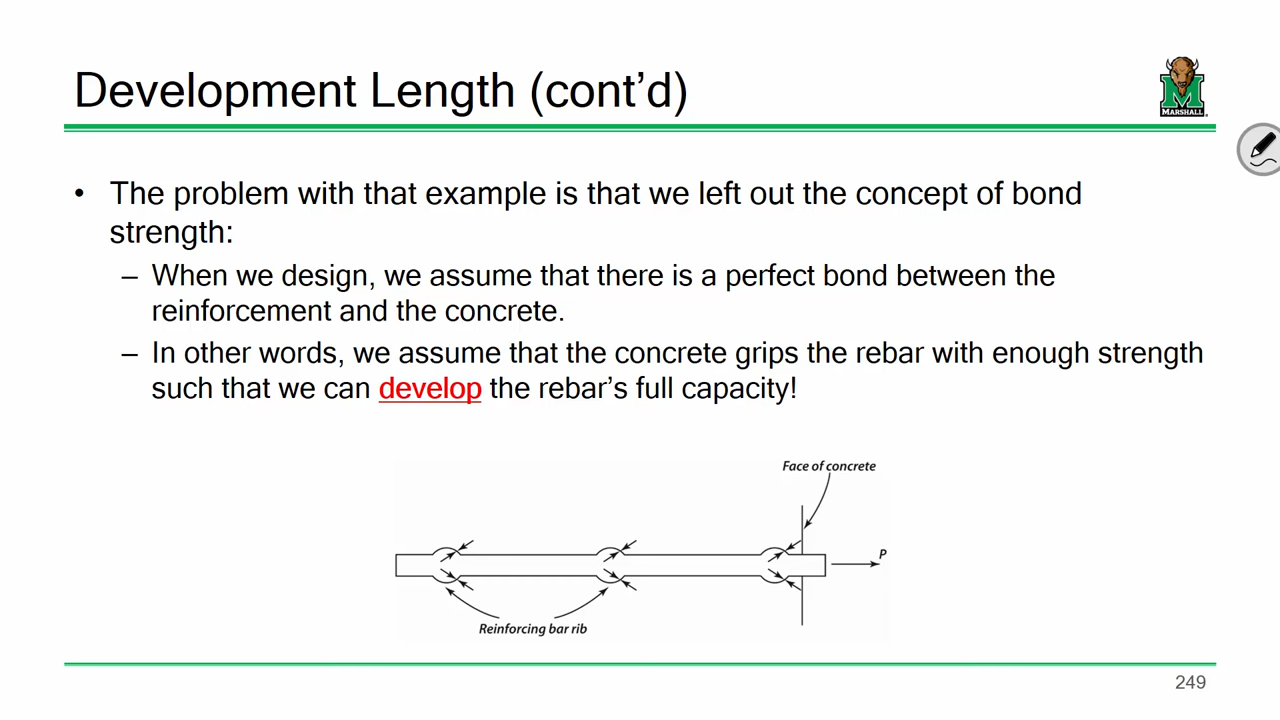 Development Length (cont’d)
MARSHALL
• The problem with that example is that we left out the concept of bond
strength:
– When we design, we assume that there is a perfect bond between the
reinforcement and the concrete.
– In other words, we assume that the concrete grips the rebar with enough strength
such that we can develop the rebar’s full capacity!
Face of concrete
P
Reinforcing bar rib
249